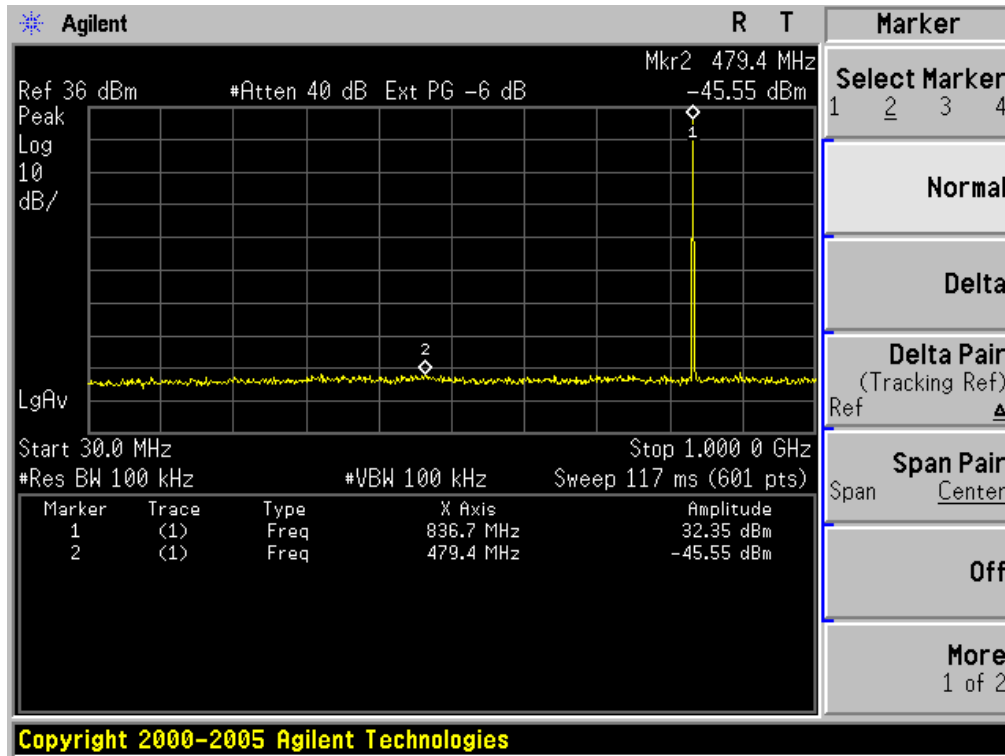 Agilent R T Marker
Mkr2 479.4 MHz
Ref 36 dBm #Atten 40 dB Ext PG -6 dB -45.55 dBm
Peak
Log
10
dB/
1
2
LgAv
Start 30.0 MHz Stop 1.000 0 GHz
#Res BW 100 kHz #VBW 100 kHz Sweep 117 ms (601 pts)
Marker Trace Type X Axis Amplitude
1 (1) Freq 836.7 MHz 32.35 dBm
2 (1) Freq 479.4 MHz -45.55 dBm
Select Marker
1 2 3 4
Normal
Delta
Delta Pair
(Tracking Ref)
Ref Δ
Span Pair
Span Center
Off
More
1 of 2
Copyright 2000-2005 Agilent Technologies